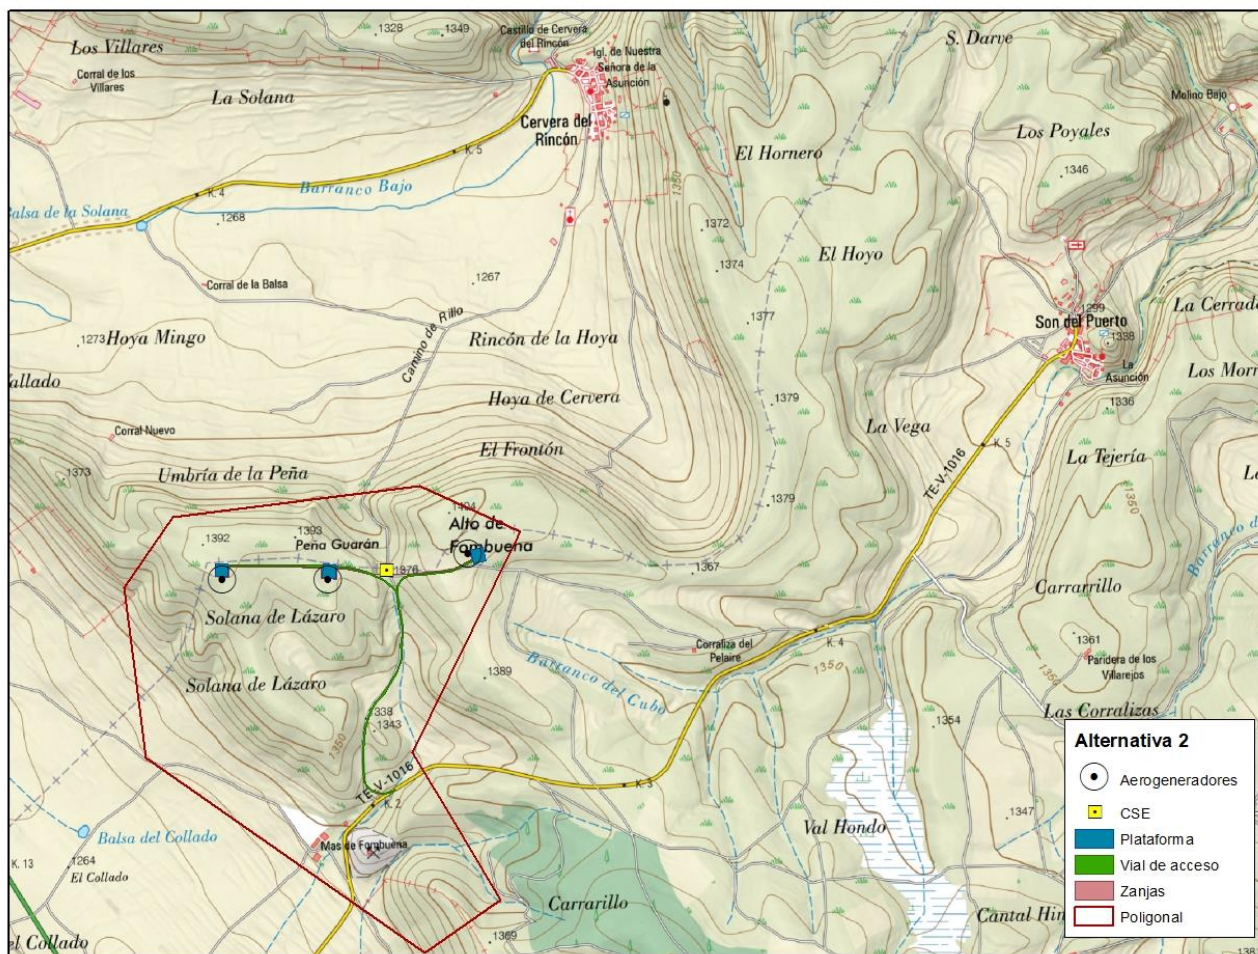 Los Villares
1328
1349
Castillo de Cervera
del Rincón
Igl. de Nuestra
Señora de la
Asunción
S. Darve
Corral de los
Villares
La Solana
Molino Bajo
Cervera del
Rincón
Los Poyales
K. 5
El Hornero
1346
K. 4
Barranco Bajo
1350
Balsa de la Solana
1268
1372
El Hoyo
1374
1267
Corral de la Balsa
La Cerrada
1299
Son del Puerto
1338
Camino de Rillo
1377
1273
Hoya Mingo
Rincón de la Hoya
La
Asunción
Los Morr
Hoya de Cervera
1379
1336
La Vega
Corral Nuevo
El Frontón
K. 5
La Tejería
1373
Umbría de la Peña
TE-V-1016
1350
1404
1379
1392
1393
Alto de
Fombuena
Peña Guarán
1376
1367
Barranco de
Carrarrillo
Solana de Lázaro
K. 4
1361
Corraliza del
Pelaire
Paridera de los
Villarejos
1350
1350
Barranco del Cubo
1389
Solana de Lázaro
Las Corralizas
1338
1343
1354
1350
TE-V-1016
K. 2
K. 3
1347
Val Hondo
Balsa del Collado
Mas de Fombuena
K. 13
1264
El Collado
Carrarillo
Cantal Hin
el Collado
1369
Alternativa 2
Aerogeneradores
CSE
Plataforma
Vial de acceso
Zanjas
Poligonal